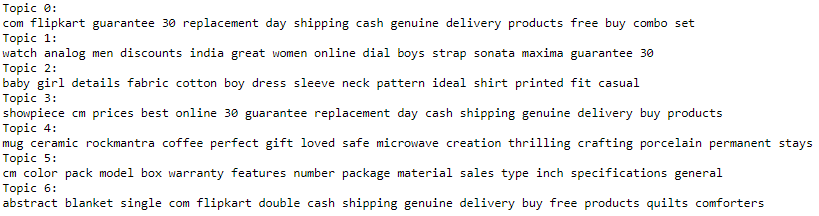 Topic 0:
com flipkart guarantee 30 replacement day shipping cash genuine delivery products free buy combo set
Topic 1:
watch analog men discounts india great women online dial boys strap sonata maxima guarantee 30
Topic 2:
baby girl details fabric cotton boy dress sleeve neck pattern ideal shirt printed fit casual
Topic 3:
showpiece cm prices best online 30 guarantee replacement day cash shipping genuine delivery buy products
Topic 4:
mug ceramic rockmantra coffee perfect gift loved safe microwave creation thrilling crafting porcelain permanent stays
Topic 5:
cm color pack model box warranty features number package material sales type inch specifications general
Topic 6:
abstract blanket single com flipkart double cash shipping genuine delivery buy free products quilts comforters